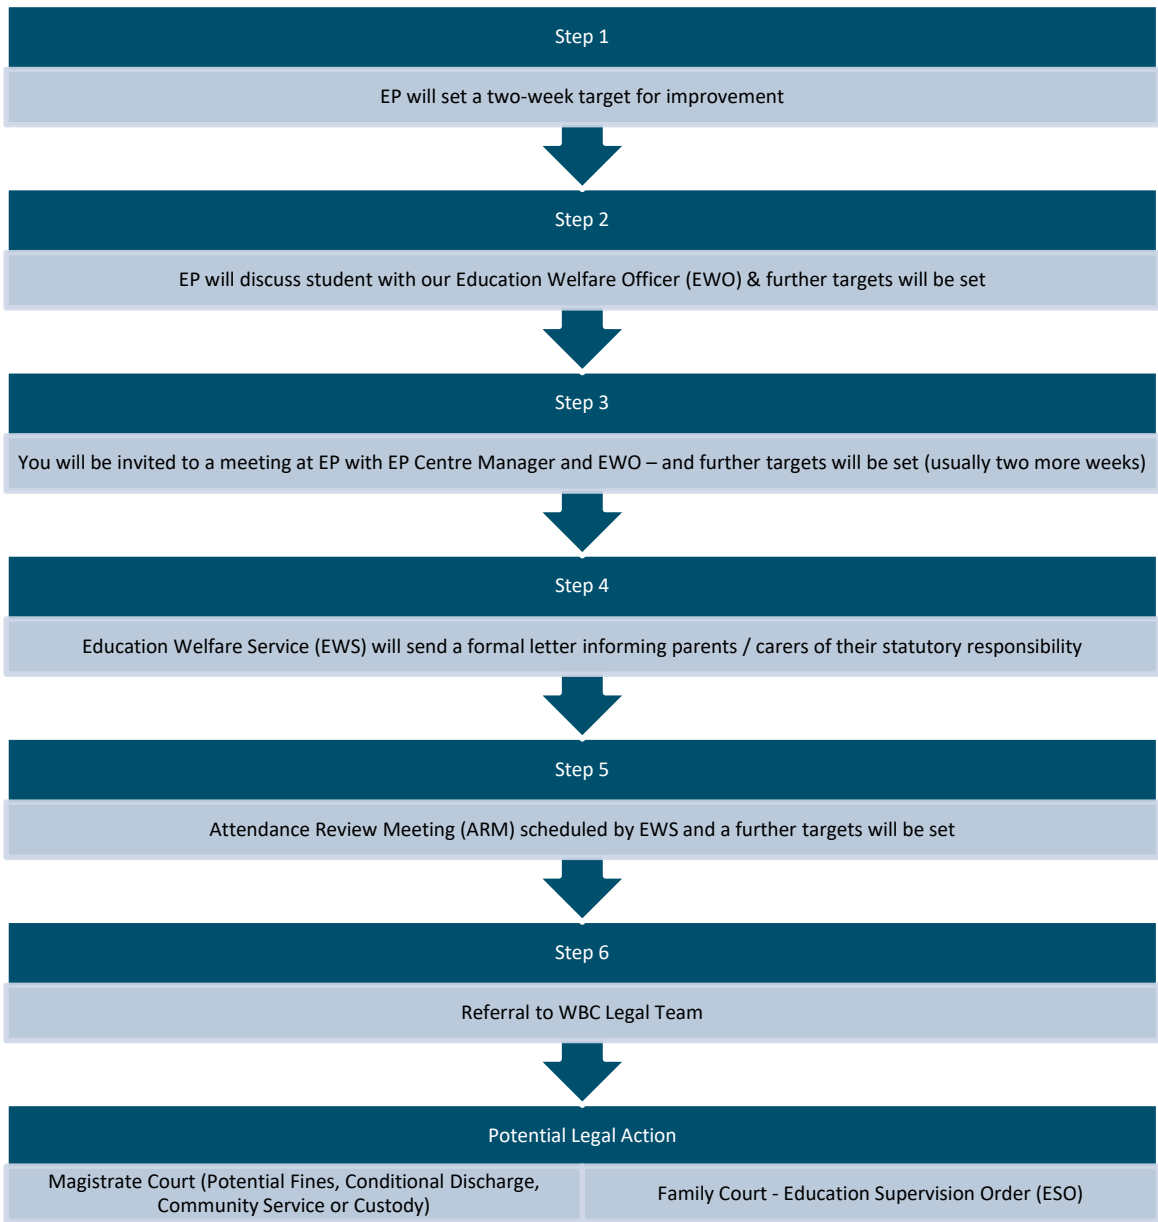 Step 1
EP will set a two-week target for improvement
Step 2
EP will discuss student with our Education Welfare Officer (EWO) & further targets will be set
Step 3
You will be invited to a meeting at EP with EP Centre Manager and EWO – and further targets will be set (usually two more weeks)
Step 4
Education Welfare Service (EWS) will send a formal letter informing parents / carers of their statutory responsibility
Step 5
Attendance Review Meeting (ARM) scheduled by EWS and a further targets will be set
Step 6
Referral to WBC Legal Team
Potential Legal Action
Magistrate Court (Potential Fines, Conditional Discharge,
Community Service or Custody)
Family Court - Education Supervision Order (ESO)